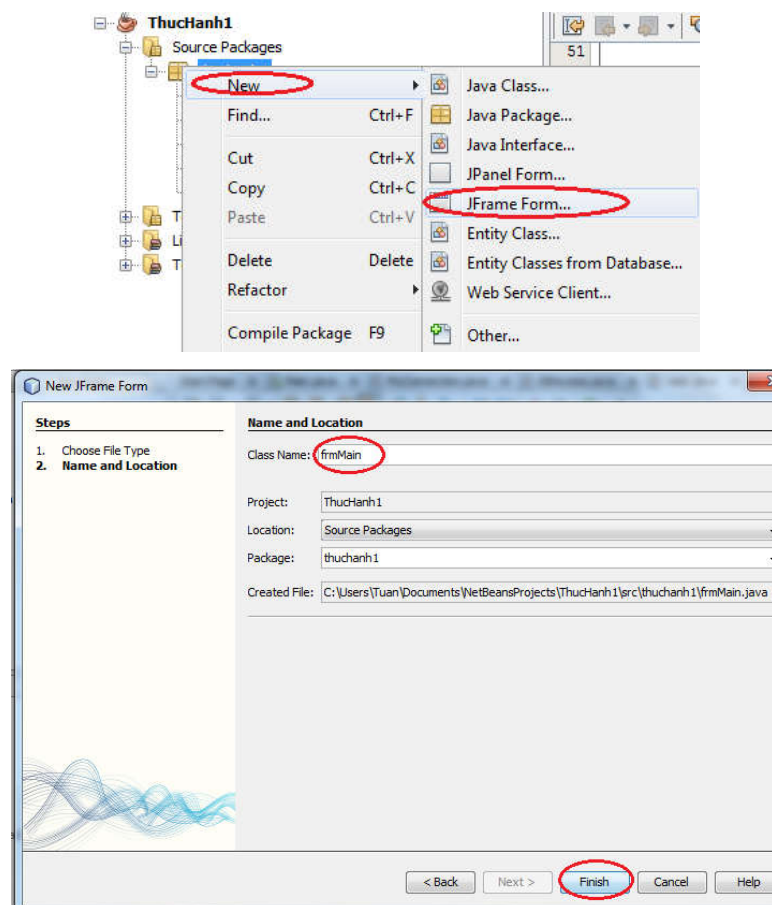 ThucHanh1
Source Packages
51
New
Find... Ctrl+F
Cut Ctrl+X
Copy Ctrl+C
Paste Ctrl+V
Delete Delete
Refactor
Compile Package F9
Java Class...
Java Package...
Java Interface...
JPanel Form...
JFrame Form...
Entity Class...
Entity Classes from Database...
Web Service Client...
Other...
T
Li
T
New JFrame Form
Steps
1. Choose File Type
2. Name and Location
Name and Location
Class Name: frmMain
Project: ThucHanh1
Location: Source Packages
Package: thuchanh1
Created File: C:\Users\Tuan\Documents\NetBeansProjects\ThucHanh1\src\thuchanh1\frmMain.java
< Back Next > Finish Cancel Help